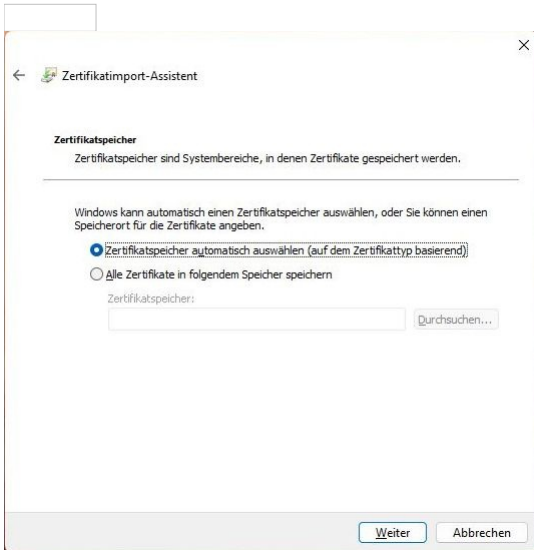 Zertifikatimport-Assistent
Zertifikatspeicher
Zertifikatspeicher sind Systembereiche, in denen Zertifikate gespeichert werden.
Windows kann automatisch einen Zertifikatspeicher auswählen, oder Sie können einen
Speicherort für die Zertifikate angeben.
Zertifikatspeicher automatisch auswählen (auf dem Zertifikattyp basierend)
Alle Zertifikate in folgendem Speicher speichern
Zertifikatspeicher:
Durchsuchen...
Weiter
Abbrechen